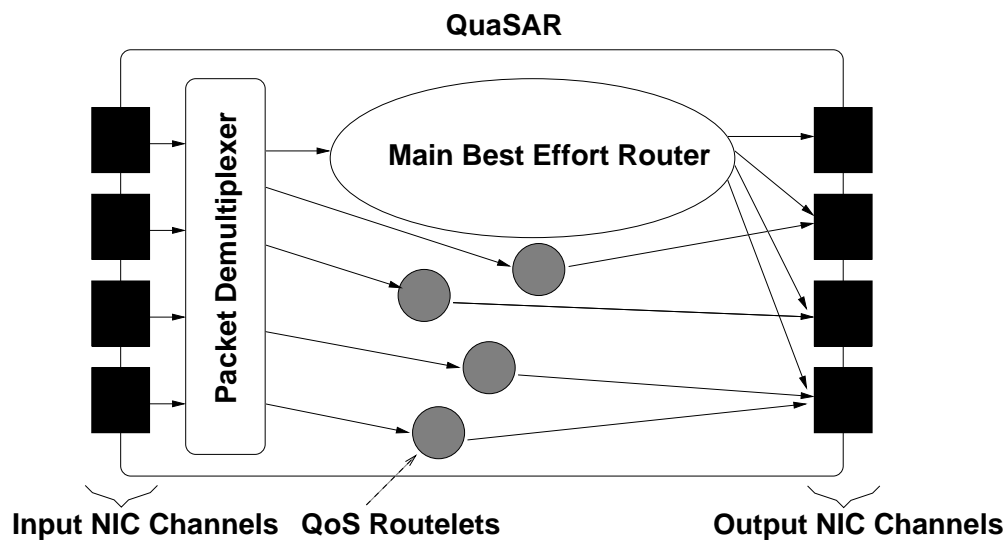 QuaSAR
Main Best Effort Router
Packet Demultiplexer
Input NIC Channels
QoS Routelets
Output NIC Channels